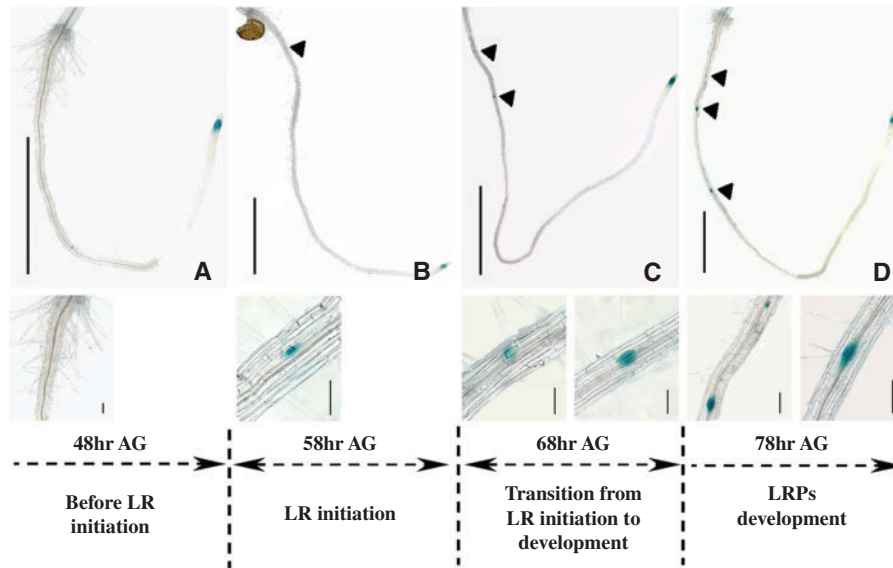 A
B
C
D
48hr AG
58hr AG
68hr AG
78hr AG
Before LR
initiation
LR initiation
Transition from
LR initiation to
development
LRPs
development